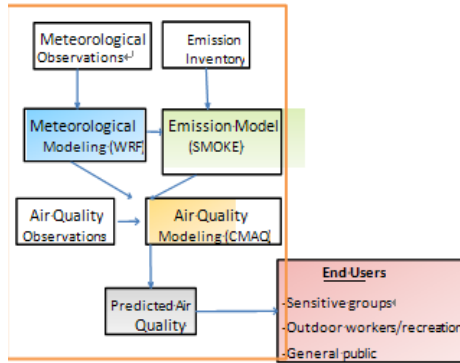 Meteorological
Observations
Emission
Inventory
Meteorological
Modeling (WRF)
Emission Model
(SMOKE)
Air Quality
Observations
Air Quality
Modeling (CMAQ)
Predicted Air
Quality
End Users
-Sensitive groups
-Outdoor workers/recreation
-General public